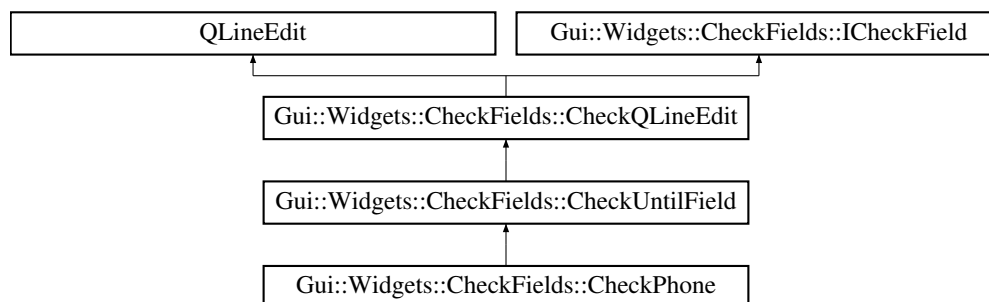 QLineEdit
Gui::Widgets::CheckFields::ICheckField
Gui::Widgets::CheckFields::CheckQLineEdit
Gui::Widgets::CheckFields::CheckUntilField
Gui::Widgets::CheckFields::CheckPhone